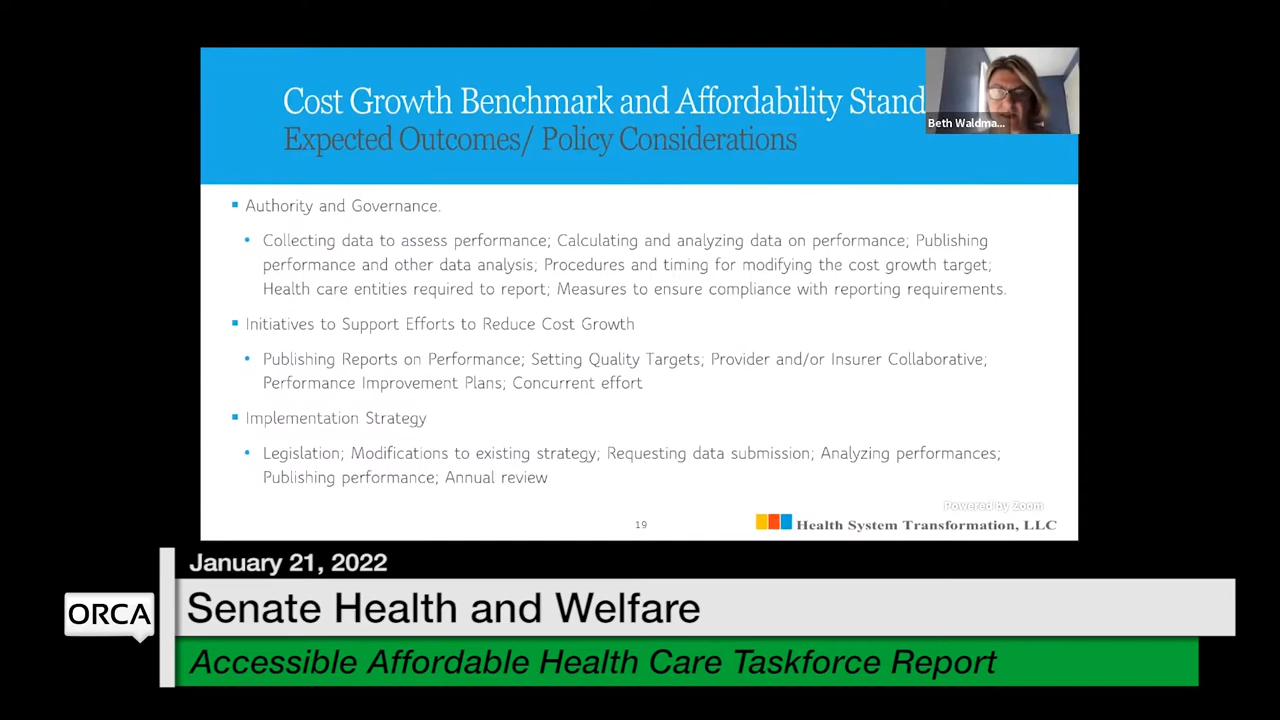 Cost Growth Benchmark and Affordability Stand
Expected Outcomes/ Policy Considerations
Beth Waldma...
Authority and Governance.
Collecting data to assess performance; Calculating and analyzing data on performance; Publishing
performance and other data analysis; Procedures and timing for modifying the cost growth target;
Health care entities required to report; Measures to ensure compliance with reporting requirements.
Initiatives to Support Efforts to Reduce Cost Growth
Publishing Reports on Performance; Setting Quality Targets; Provider and/or Insurer Collaborative;
Performance Improvement Plans; Concurrent effort
Implementation Strategy
Legislation; Modifications to existing strategy; Requesting data submission; Analyzing performances;
Publishing performance; Annual review
Powered by Zoom
19
Health System Transformation, LLC
January 21, 2022
ORCA
Senate Health and Welfare
Accessible Affordable Health Care Taskforce Report